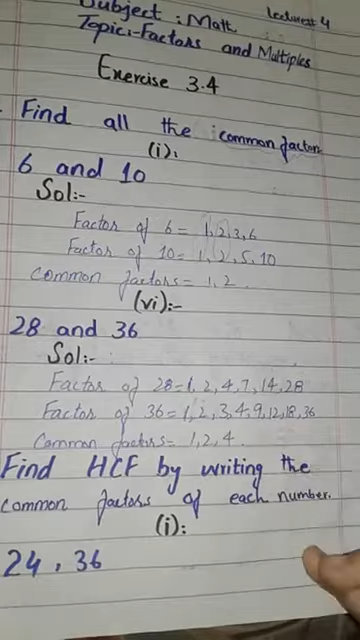 Subject : Math Lecture# 4
Topic:-Factors and Multiples
Exercise 3.4
Find all the common factors
(i):
6 and 10
Sol:-
Factor of 6 = 1,2,3,6
Factor of 10= 1,2,5,10
Common factors= 1,2.
(vi):-
28 and 36
Sol:-
Factor of 28=1,2,4,7,14,28
Factor of 36=1,2,3,4,9,12,18,36
Common factors= 1,2,4.
Find HCF by writing the
common factors of each number.
(i):
24, 36